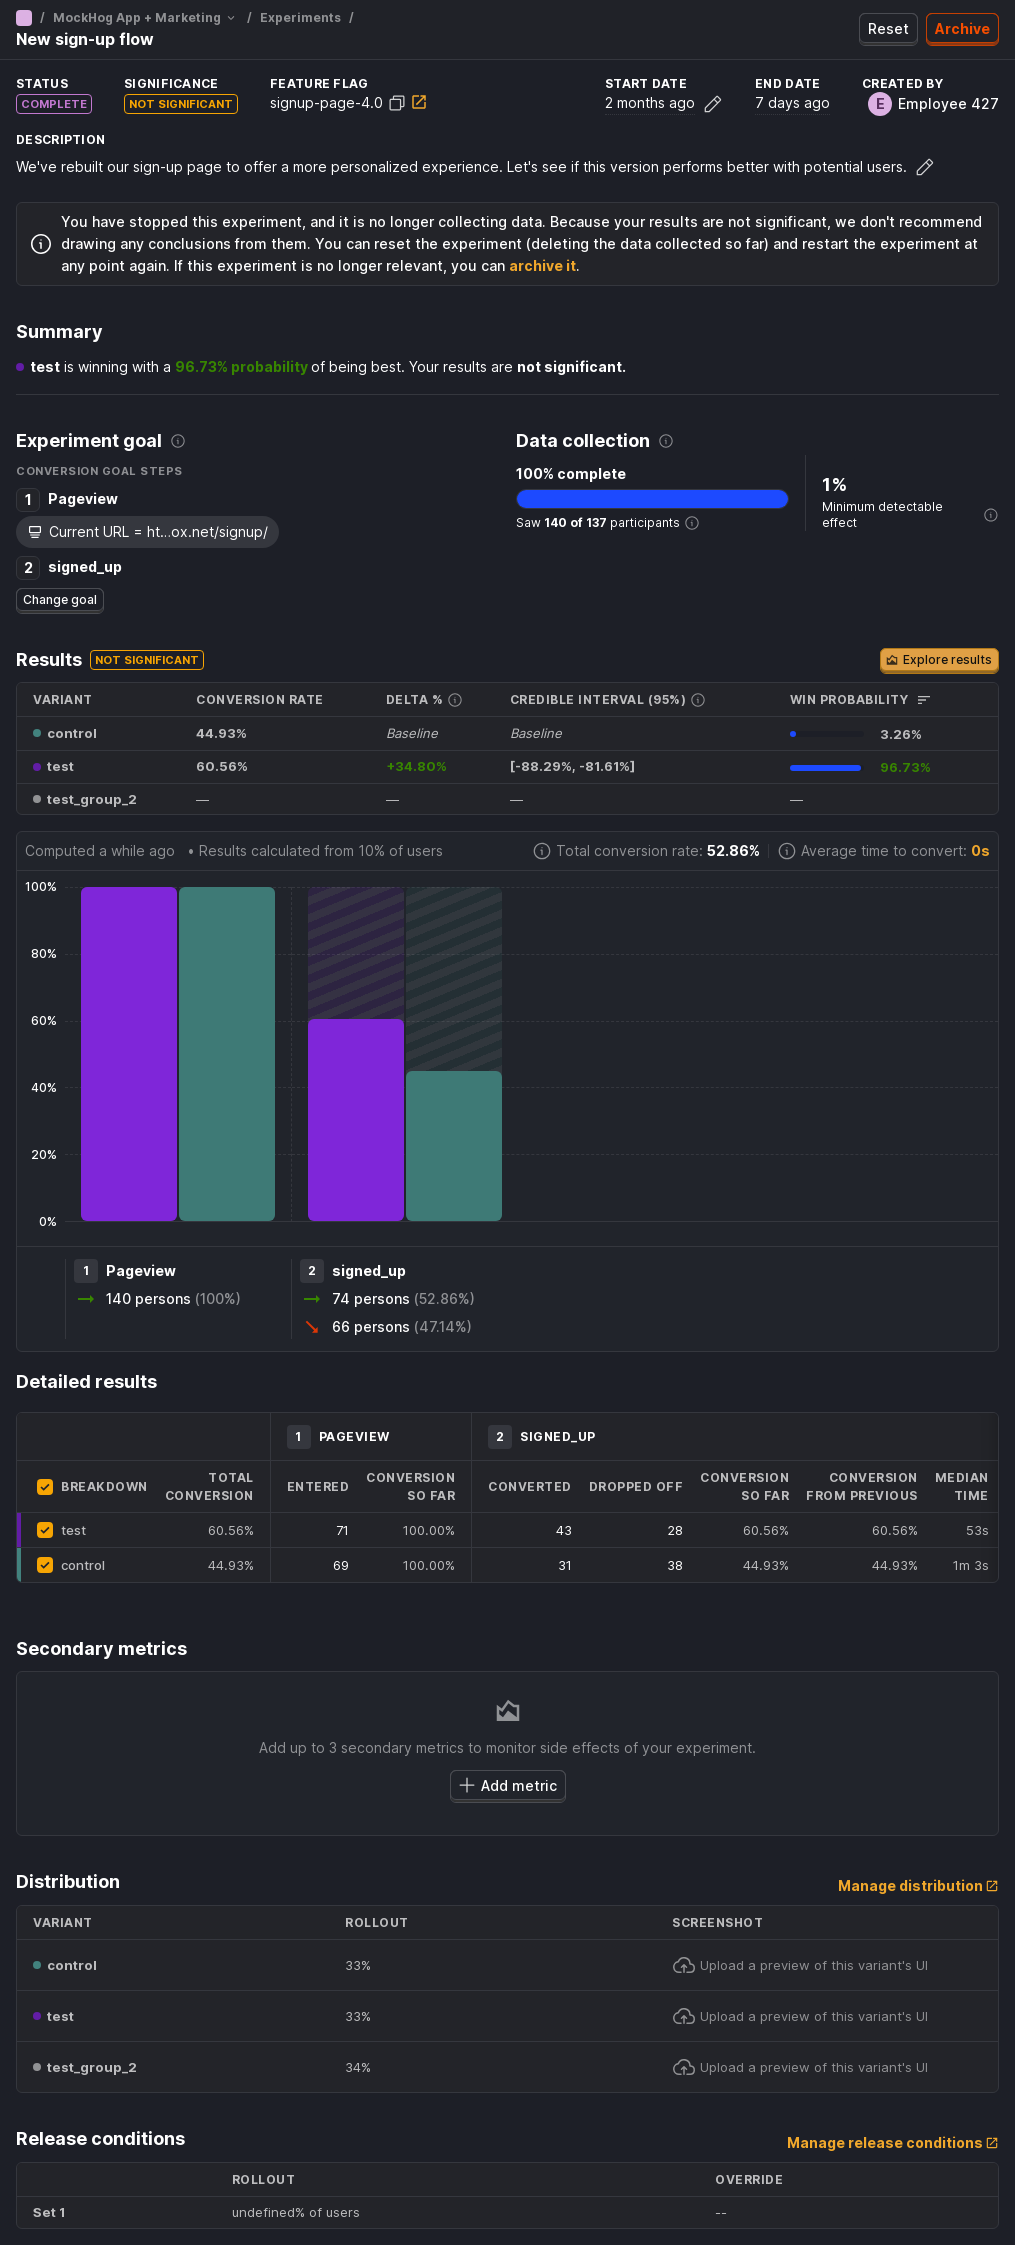 / MockHog App + Marketing / Experiments /
New sign-up flow
Reset
Archive
STATUS
COMPLETE
SIGNIFICANCE
NOT SIGNIFICANT
FEATURE FLAG
signup-page-4.0
START DATE
2 months ago
END DATE
7 days ago
CREATED BY
E Employee 427
DESCRIPTION
We've rebuilt our sign-up page to offer a more personalized experience. Let's see if this version performs better with potential users.
You have stopped this experiment, and it is no longer collecting data. Because your results are not significant, we don't recommend
drawing any conclusions from them. You can reset the experiment (deleting the data collected so far) and restart the experiment at
any point again. If this experiment is no longer relevant, you can archive it.
Summary
test is winning with a 96.73% probability of being best. Your results are not significant.
Experiment goal
CONVERSION GOAL STEPS
1 Pageview
Current URL = ht...ox.net/signup/
2 signed_up
Change goal
Data collection
100% complete
Saw 140 of 137 participants
1%
Minimum detectable
effect
Results NOT SIGNIFICANT
Explore results
VARIANT CONVERSION RATE DELTA % CREDIBLE INTERVAL (95%) WIN PROBABILITY
control 44.93% Baseline Baseline 3.26%
test 60.56% +34.80% [-88.29%, -81.61%] 96.73%
test_group_2 — — — —
Computed a while ago • Results calculated from 10% of users
Total conversion rate: 52.86%
Average time to convert: 0s
100%
80%
60%
40%
20%
0%
1 Pageview
140 persons (100%)
2 signed_up
74 persons (52.86%)
66 persons (47.14%)
Detailed results
1 PAGEVIEW
2 SIGNED_UP
BREAKDOWN
TOTAL
CONVERSION
ENTERED
CONVERSION
SO FAR
CONVERTED
DROPPED OFF
CONVERSION
SO FAR
CONVERSION
FROM PREVIOUS
MEDIAN
TIME
test 60.56% 71 100.00% 43 28 60.56% 60.56% 53s
control 44.93% 69 100.00% 31 38 44.93% 44.93% 1m 3s
Secondary metrics
Add up to 3 secondary metrics to monitor side effects of your experiment.
Add metric
Distribution
Manage distribution
VARIANT ROLLOUT SCREENSHOT
control 33% Upload a preview of this variant's UI
test 33% Upload a preview of this variant's UI
test_group_2 34% Upload a preview of this variant's UI
Release conditions
Manage release conditions
ROLLOUT OVERRIDE
Set 1 undefined% of users --